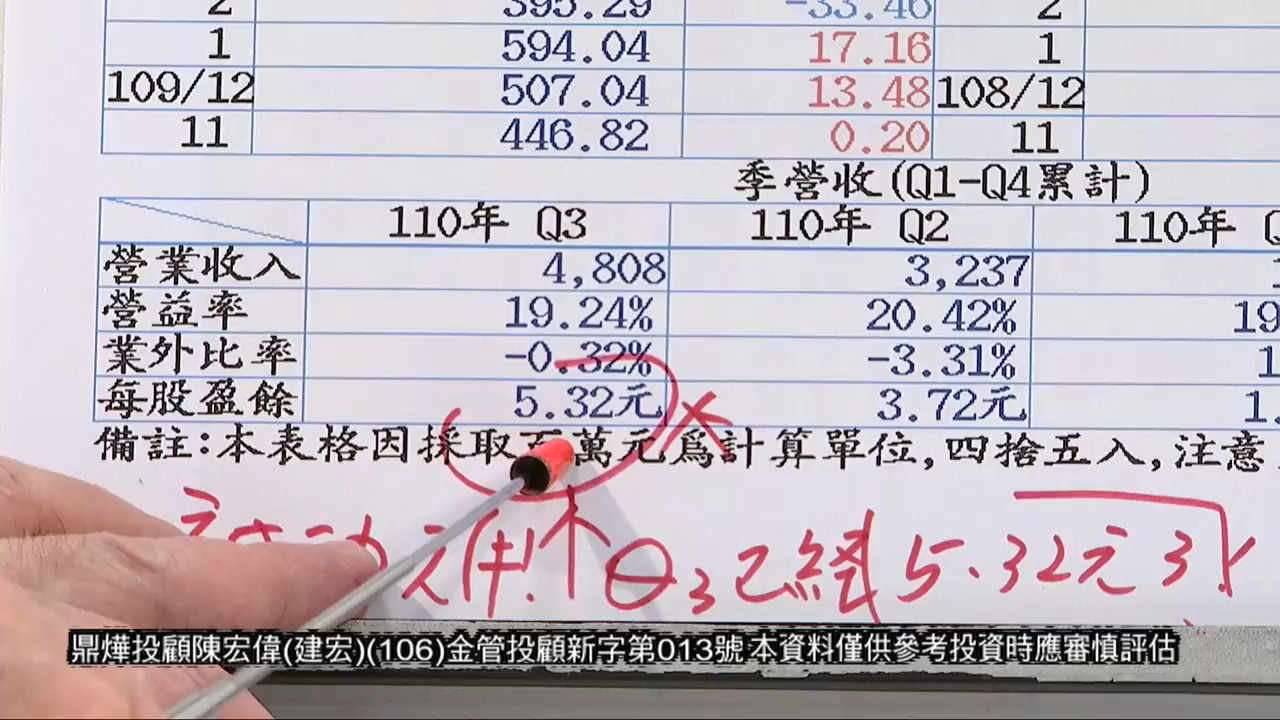 2 395.29 -33.46 2
1 594.04 17.16 1
109/12 507.04 13.48 108/12
11 446.82 0.20 11
季營收(Q1-Q4累計)
110年 Q3 110年 Q2 110年
營業收入 4,808 3,237
營益率 19.24% 20.42% 19
業外比率 -0.32% -3.31% 1
每股盈餘 5.32元 3.72元 1.
備註:本表格因採取百萬元為計算單位,四捨五入,注意
元件!Q3已經5.32元了!
鼎燁投顧陳宏偉(建宏)(106)金管投顧新字第013號 本資料僅供參考投資時應審慎評估